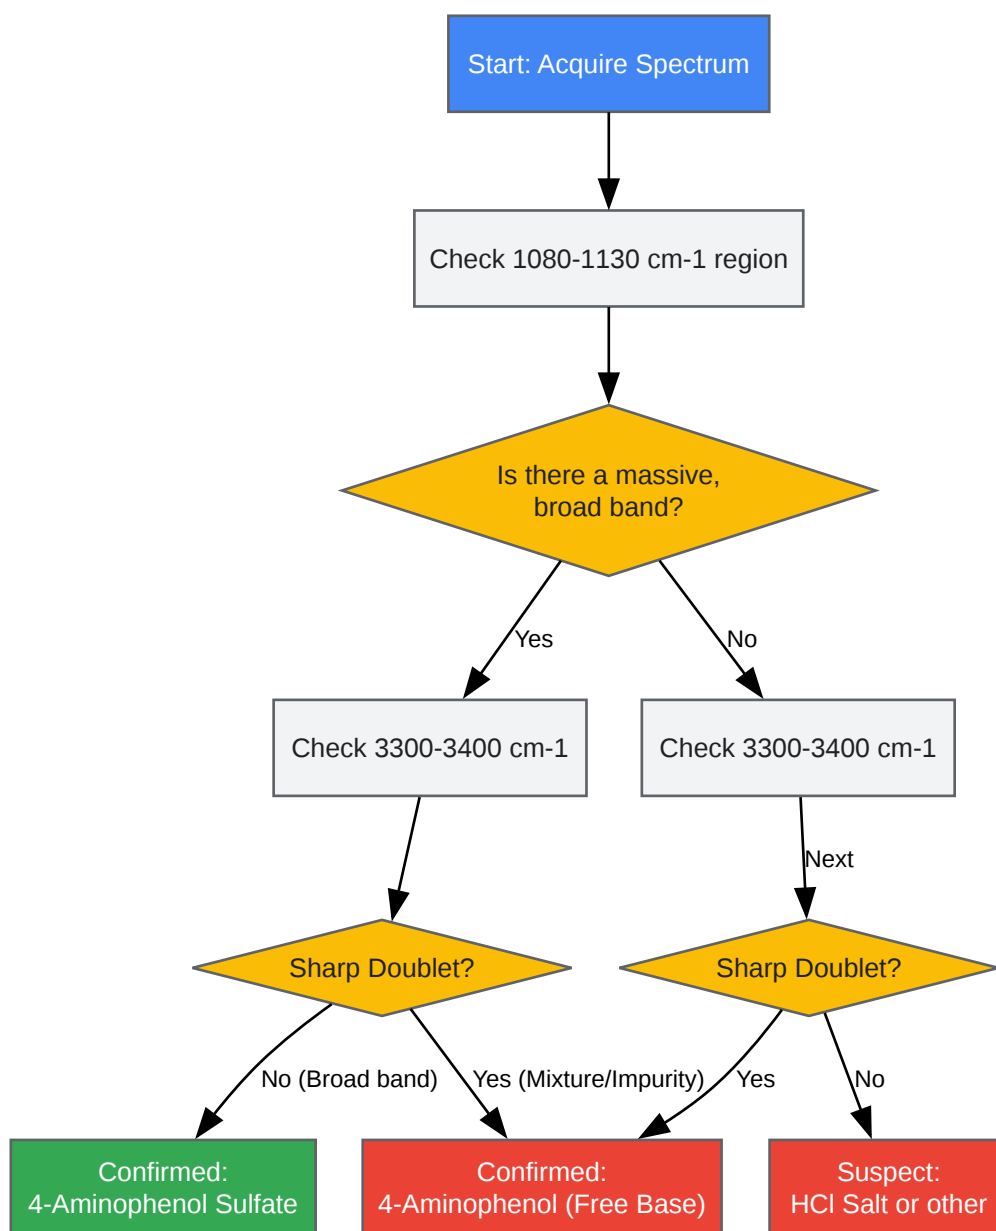 Start: Acquire Spectrum
Check 1080-1130 cm-1 region
Is there a massive,
broad band?
Yes
No
Check 3300-3400 cm-1
Check 3300-3400 cm-1
Next
Sharp Doublet?
Sharp Doublet?
No (Broad band)
Yes (Mixture/Impurity)
Yes
No
Confirmed:
4-Aminophenol Sulfate
Confirmed:
4-Aminophenol (Free Base)
Suspect:
HCl Salt or other